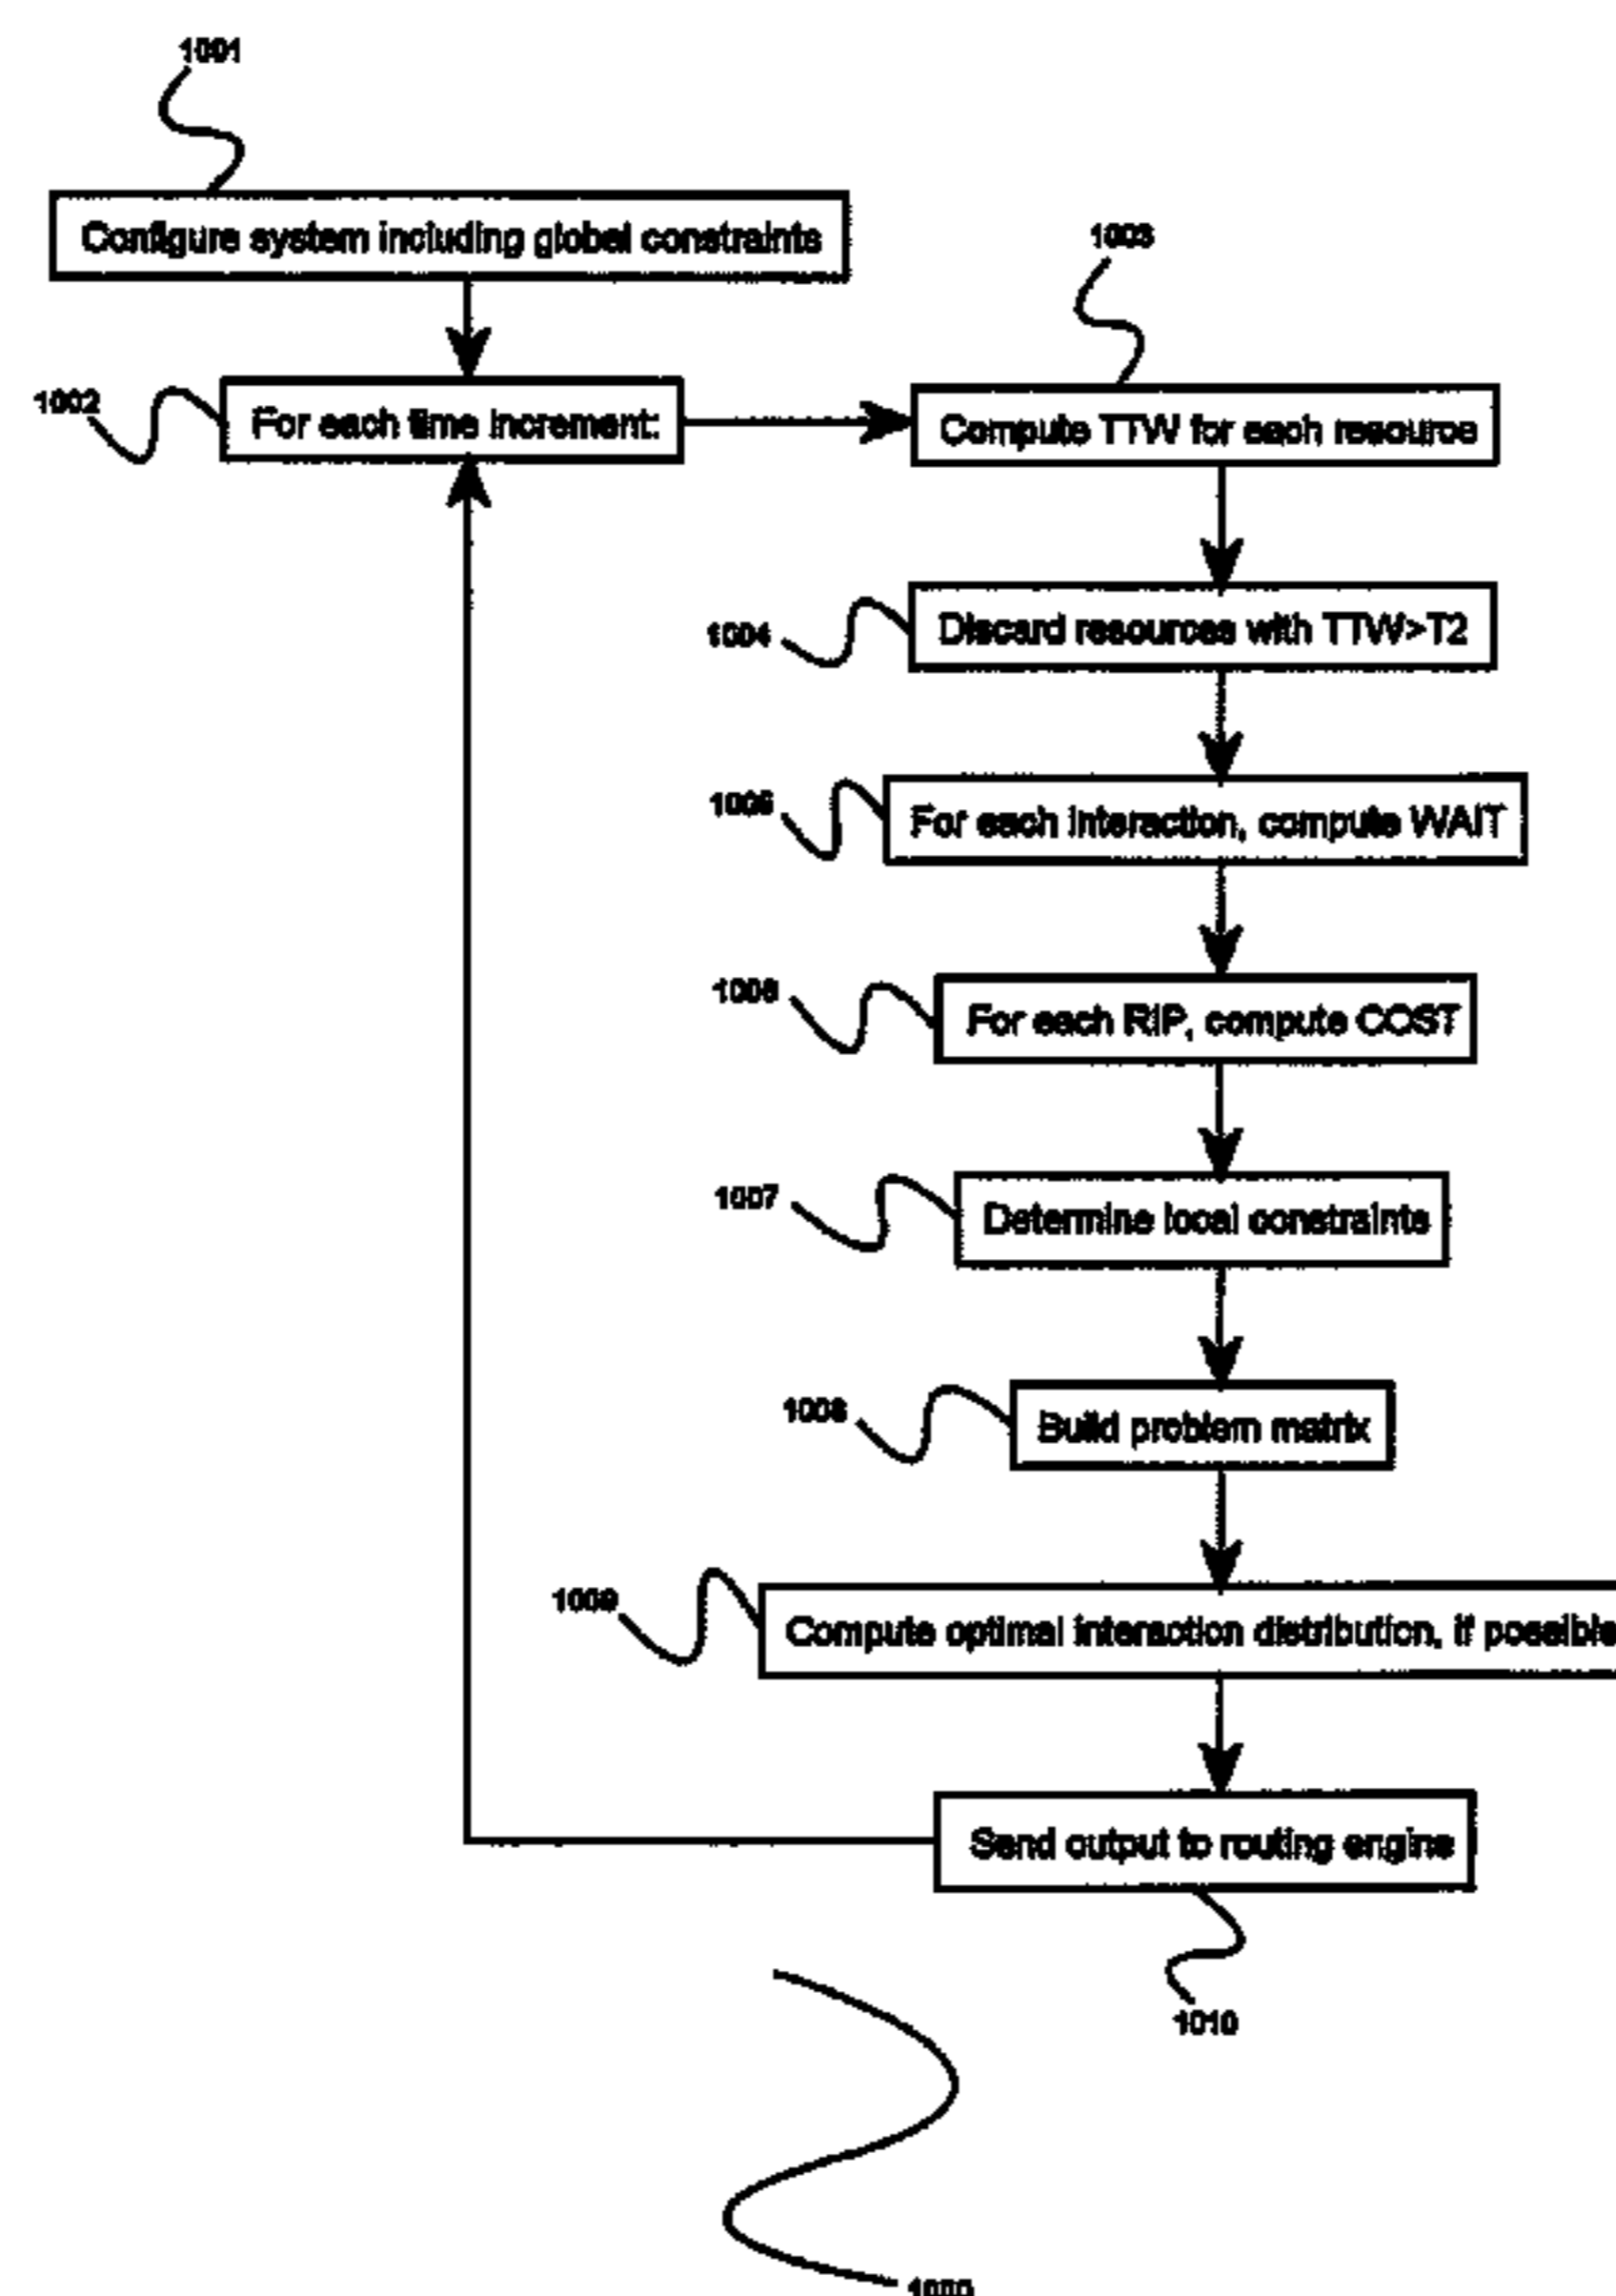 1001
Configure system including global constraints
1003
1002
For each time increment:
Compute TTW for each resource
1004
Discard resources with TTW>T2
1005
For each interaction, compute WAIT
1006
For each RIP, compute COST
1007
Determine local constraints
1008
Build problem matrix
1009
Compute optimal interaction distribution, if possible
Send output to routing engine
1010
1000